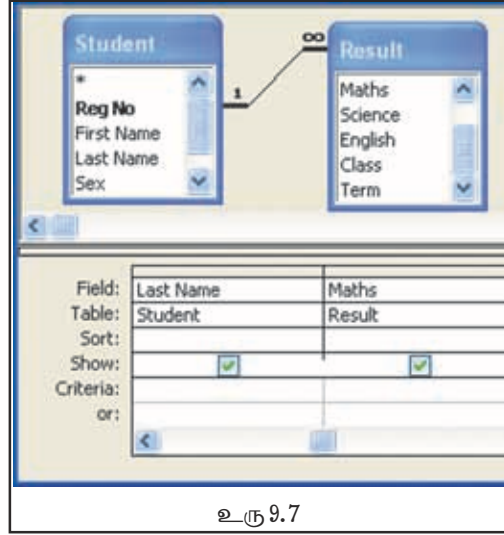 Student
*
Reg No
First Name
Last Name
Sex
1
∞
Result
Maths
Science
English
Class
Term
Field: Last Name Maths
Table: Student Result
Sort:
Show:
Criteria:
or:
உரு 9.7